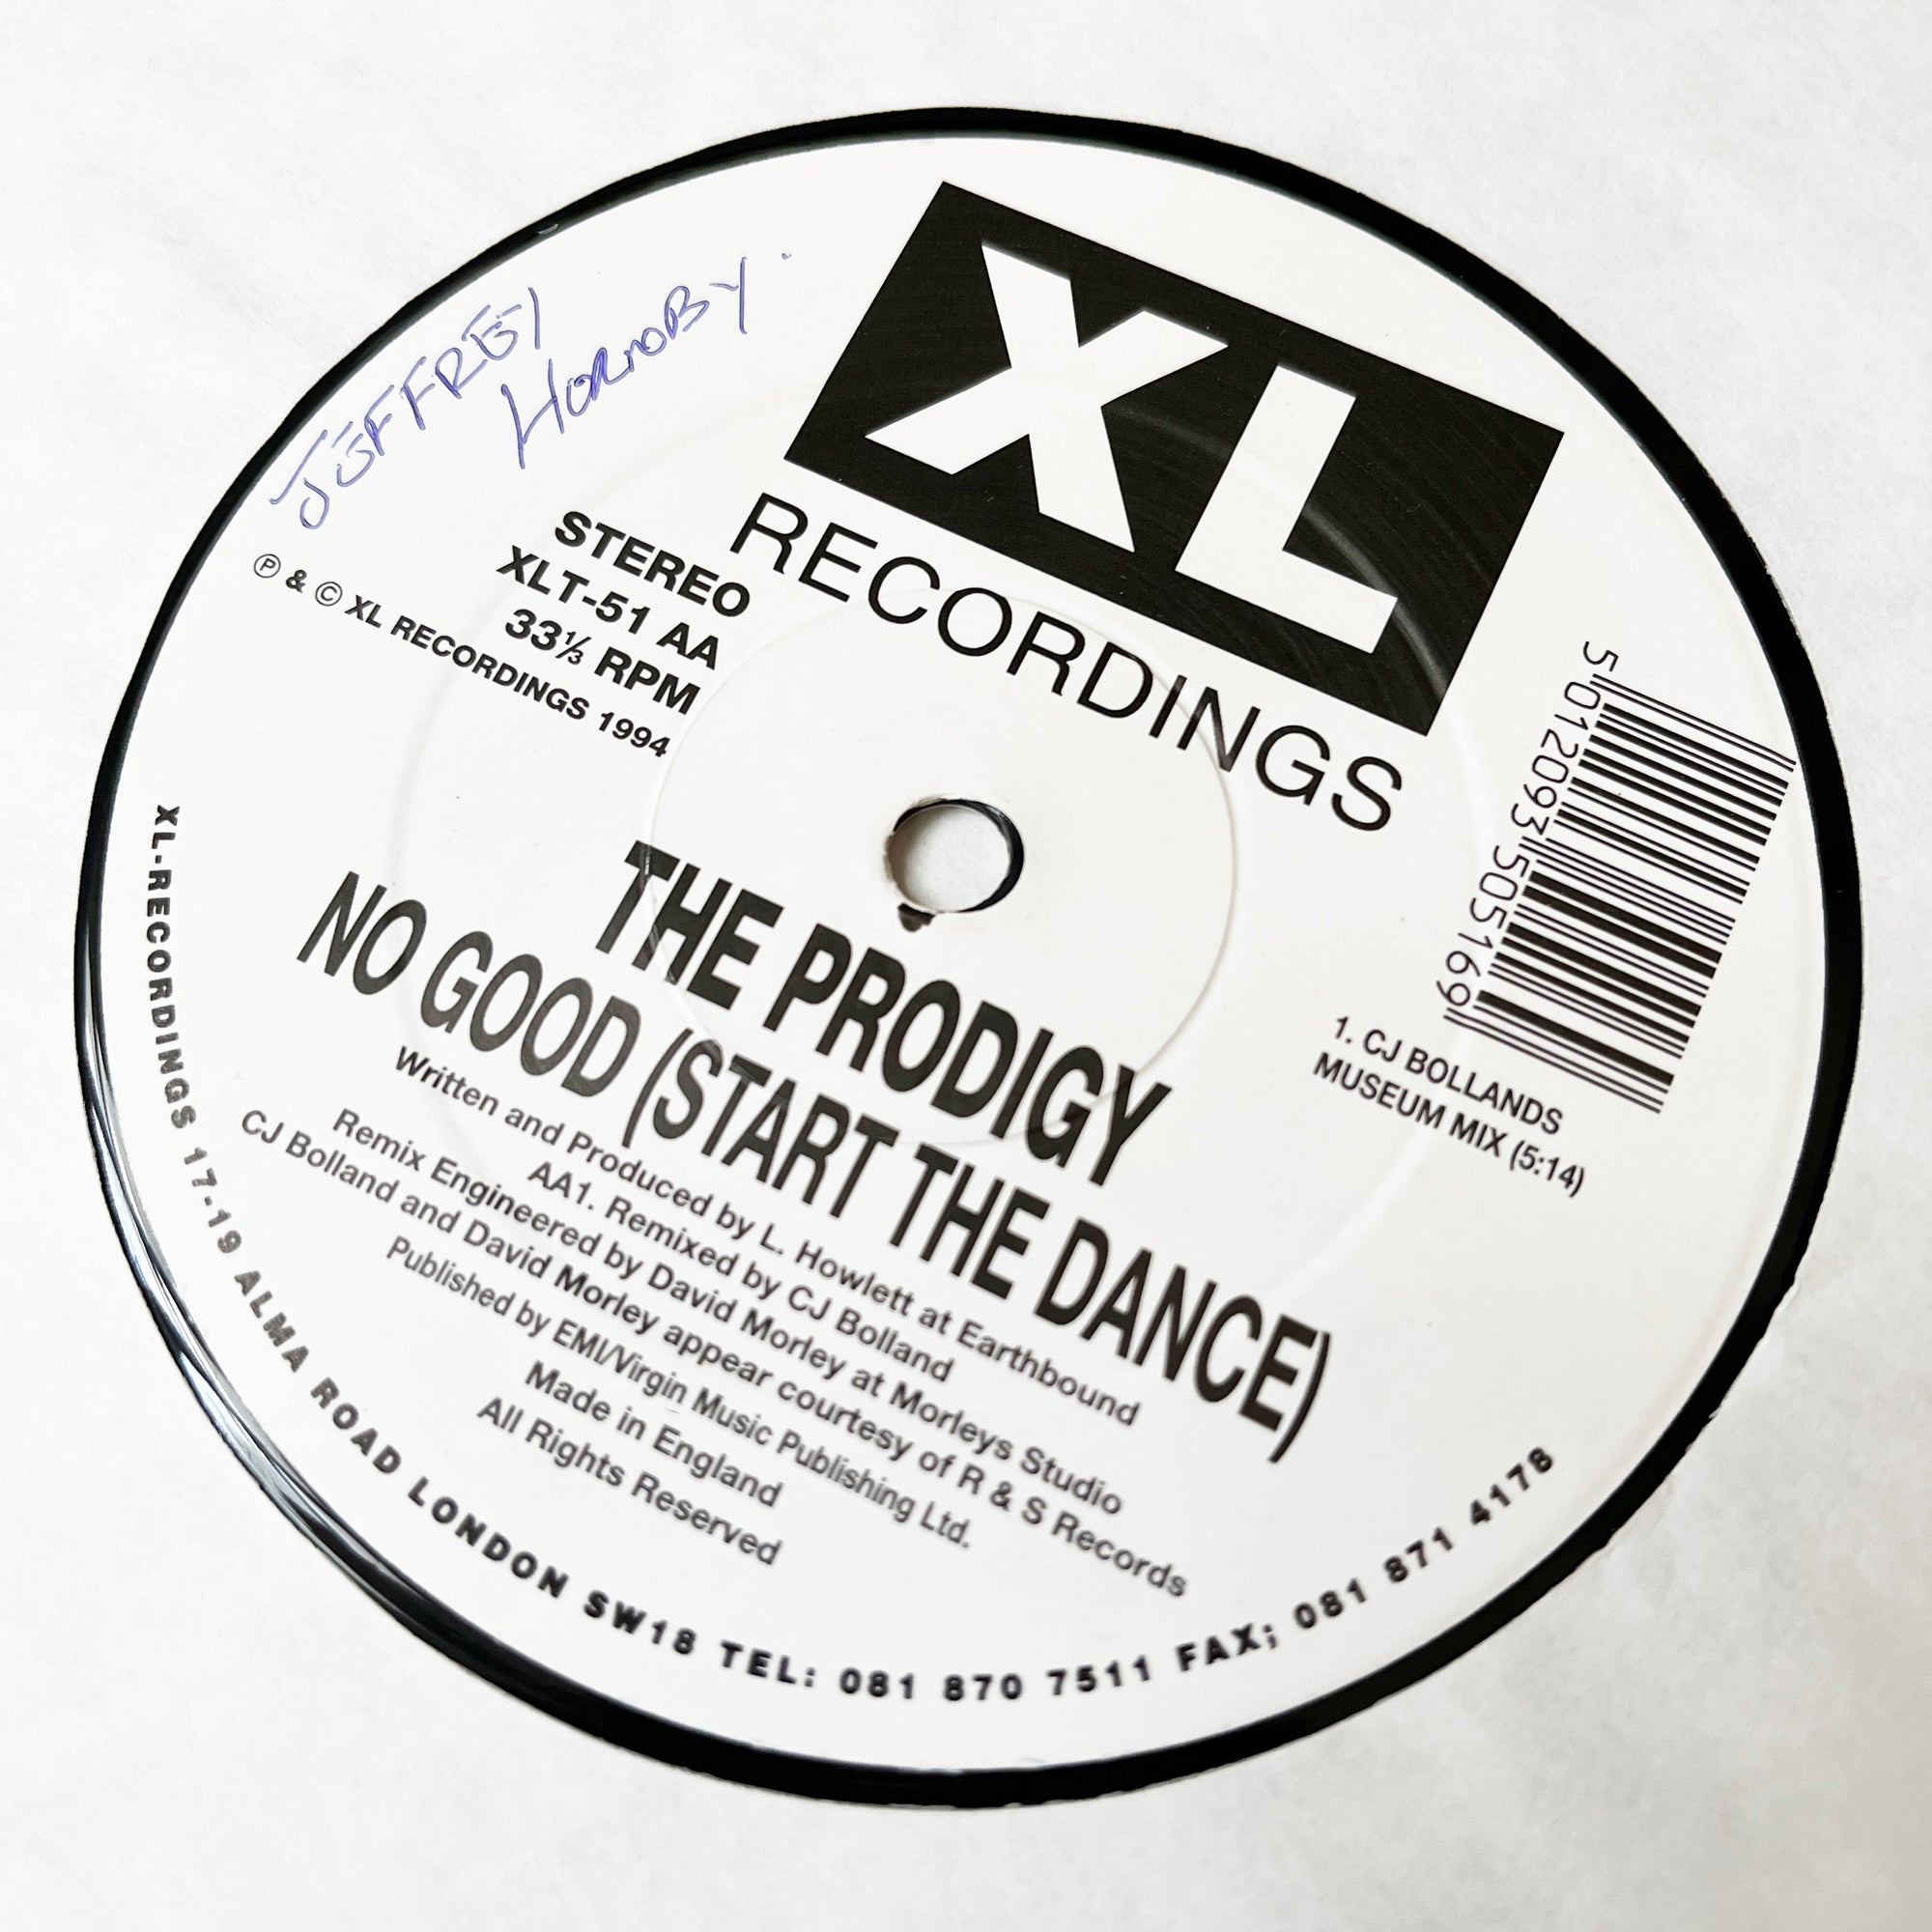 JEFFREY
HORNOBY.
XL
RECORDINGS
STEREO
XLT-51 AA
33⅓ RPM
Ⓟ & © XL RECORDINGS 1994
5 012093 505169
1. CJ BOLLANDS
MUSEUM MIX (5:14)
THE PRODIGY
NO GOOD (START THE DANCE)
Written and Produced by L. Howlett at Earthbound
AA1. Remixed by CJ Bolland
Remix Engineered by David Morley at Morleys Studio
CJ Bolland and David Morley appear courtesy of R & S Records
Published by EMI/Virgin Music Publishing Ltd.
Made in England
All Rights Reserved
XL-RECORDINGS 17-19 ALMA ROAD LONDON SW18 TEL: 081 870 7511 FAX; 081 871 4178